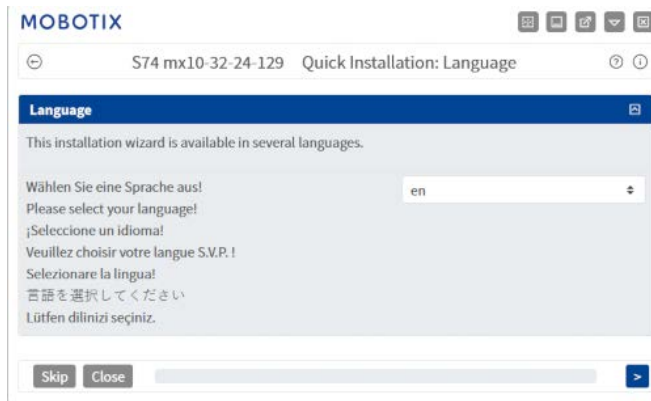 MOBOTIX
S74 mx10-32-24-129 Quick Installation: Language
Language
This installation wizard is available in several languages.
Wählen Sie eine Sprache aus!
en
Please select your language!
¡Seleccione un idioma!
Veuillez choisir votre langue S.V.P. !
Selezionare la lingua!
言語を選択してください
Lütfen dilinizi seçiniz.
Skip Close >